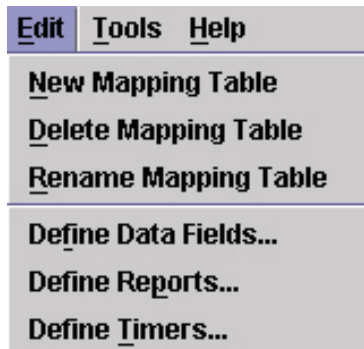 Edit Tools Help
New Mapping Table
Delete Mapping Table
Rename Mapping Table
Define Data Fields...
Define Reports...
Define Timers...